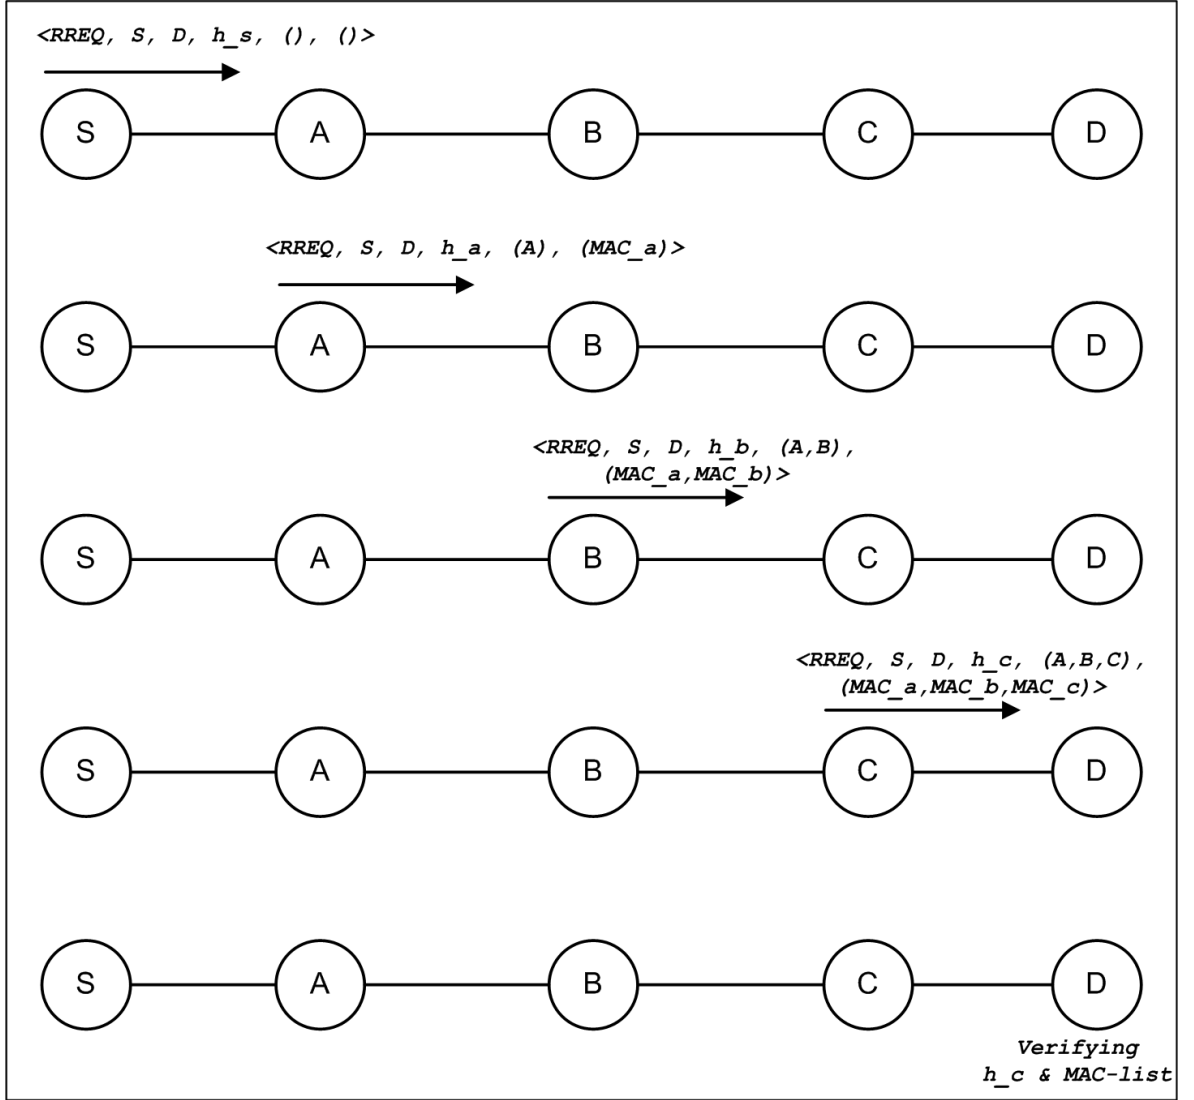 <RREQ, S, D, h_s, (), ()>
S A B C D
<RREQ, S, D, h_a, (A), (MAC_a)>
S A B C D
<RREQ, S, D, h_b, (A,B),
(MAC_a,MAC_b)>
S A B C D
<RREQ, S, D, h_c, (A,B,C),
(MAC_a,MAC_b,MAC_c)>
S A B C D
S A B C D
Verifying
h_c & MAC-list